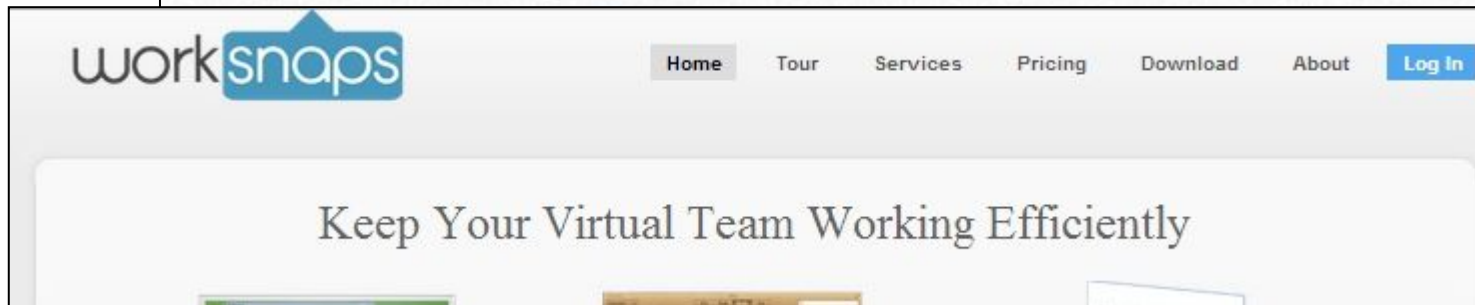 worksnaps
Home Tour Services Pricing Download About Log In
Keep Your Virtual Team Working Efficiently